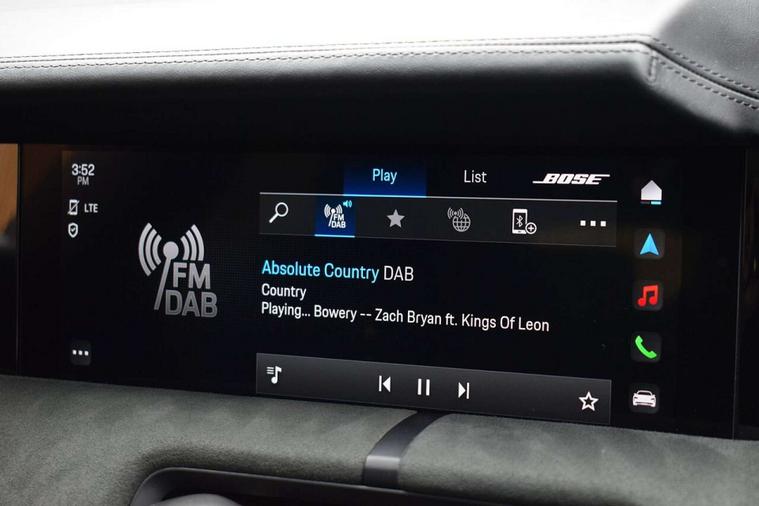 3:52
PM
Play
List
BOSE
LTE
FM
DAB
FM
DAB
Absolute Country DAB
Country
Playing... Bowery -- Zach Bryan ft. Kings Of Leon